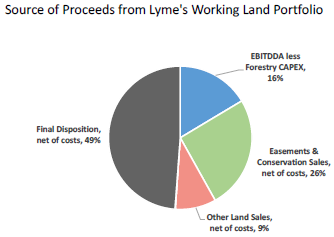 Source of Proceeds from Lyme's Working Land Portfolio
EBITDDA less
Forestry CAPEX,
16%
Final Disposition,
net of costs, 49%
Easements &
Conservation Sales,
net of costs, 26%
Other Land Sales,
net of costs, 9%